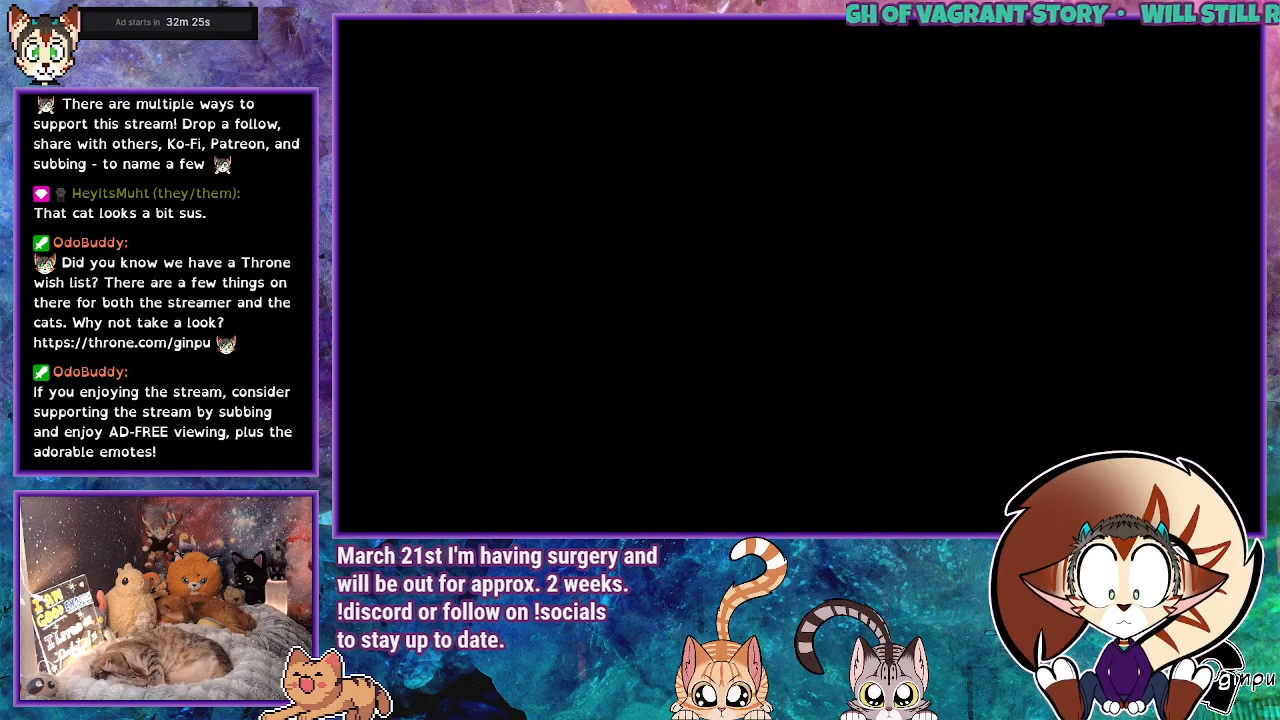 Ad starts in 32m 25s
GH OF VAGRANT STORY • WILL STILL R
There are multiple ways to
support this stream! Drop a follow,
share with others, Ko-Fi, Patreon, and
subbing - to name a few
HeyItsMuht (they/them):
That cat looks a bit sus.
OdoBuddy:
Did you know we have a Throne
wish list? There are a few things on
there for both the streamer and the
cats. Why not take a look?
https://throne.com/ginpu
OdoBuddy:
If you enjoying the stream, consider
supporting the stream by subbing
and enjoy AD-FREE viewing, plus the
adorable emotes!
I AM
GOOD
March 21st I'm having surgery and
will be out for approx. 2 weeks.
!discord or follow on !socials
to stay up to date.
ginpu